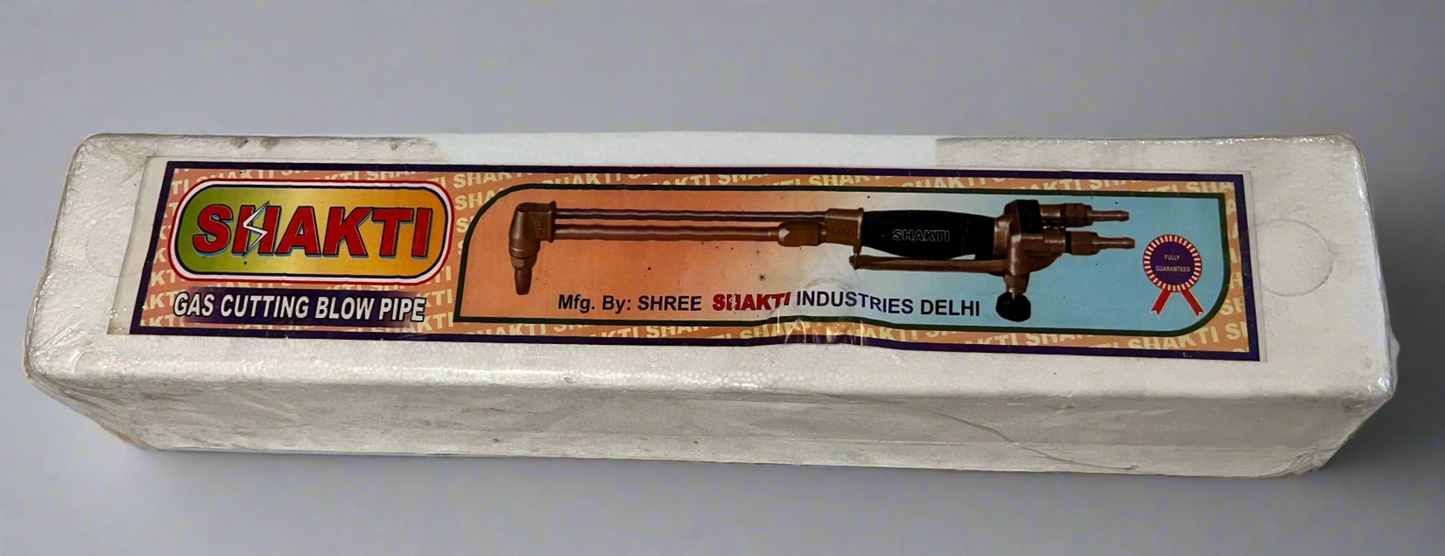 SHAKTI
GAS CUTTING BLOW PIPE
SHAKTI
Mfg. By: SHREE SHAKTI INDUSTRIES DELHI
FULLY
GUARANTEED